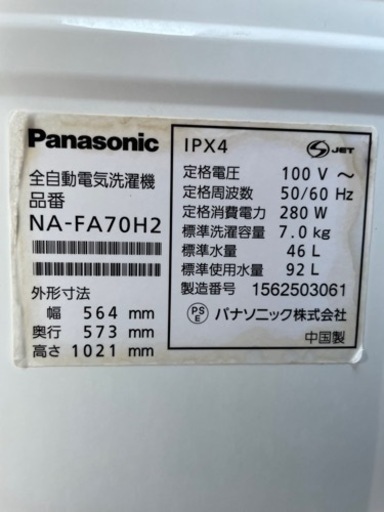 Panasonic
全自動電気洗濯機
品番
NA-FA70H2
外形寸法
幅 564 mm
奥行 573 mm
高さ 1021 mm
IPX4
S JET
定格電圧 100 V ~
定格周波数 50/60 Hz
定格消費電力 280 W
標準洗濯容量 7.0 kg
標準水量 46 L
標準使用水量 92 L
製造番号 1562503061
PS E パナソニック株式会社
中国製